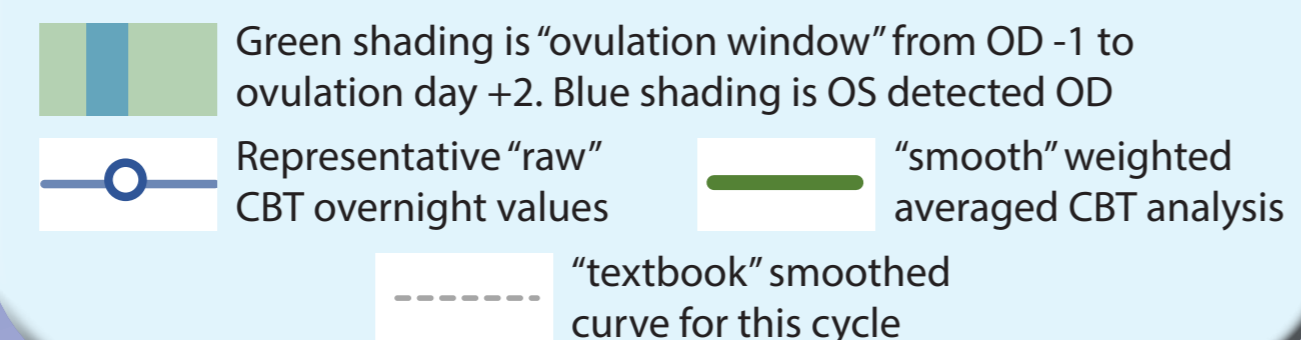 Green shading is “ovulation window” from OD -1 to
ovulation day +2. Blue shading is OS detected OD
Representative “raw”
CBT overnight values
“smooth” weighted
averaged CBT analysis
“textbook” smoothed
curve for this cycle